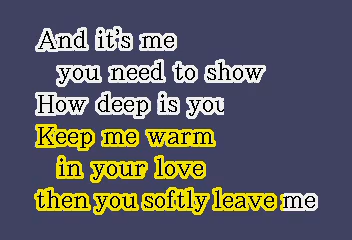 And it's me
you need to show
How deep is you
Keep me warm
in your love
then you softly leave me